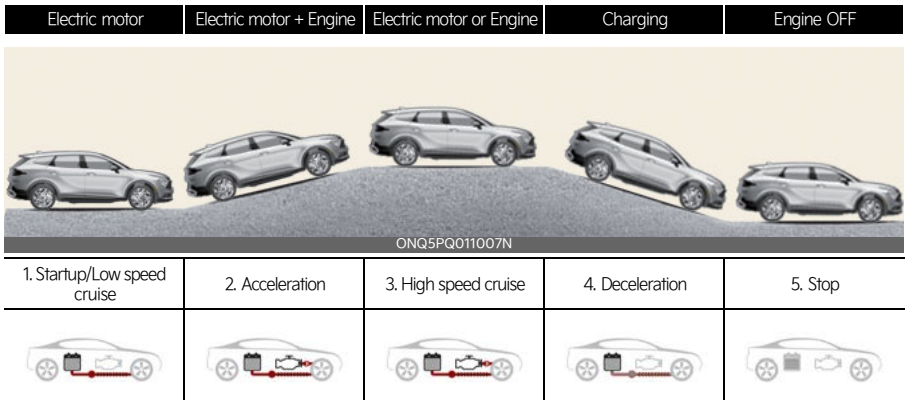 Electric motor
Electric motor + Engine
Electric motor or Engine
Charging
Engine OFF
ONQ5PQ011007N
1. Startup/Low speed
cruise
2. Acceleration
3. High speed cruise
4. Deceleration
5. Stop